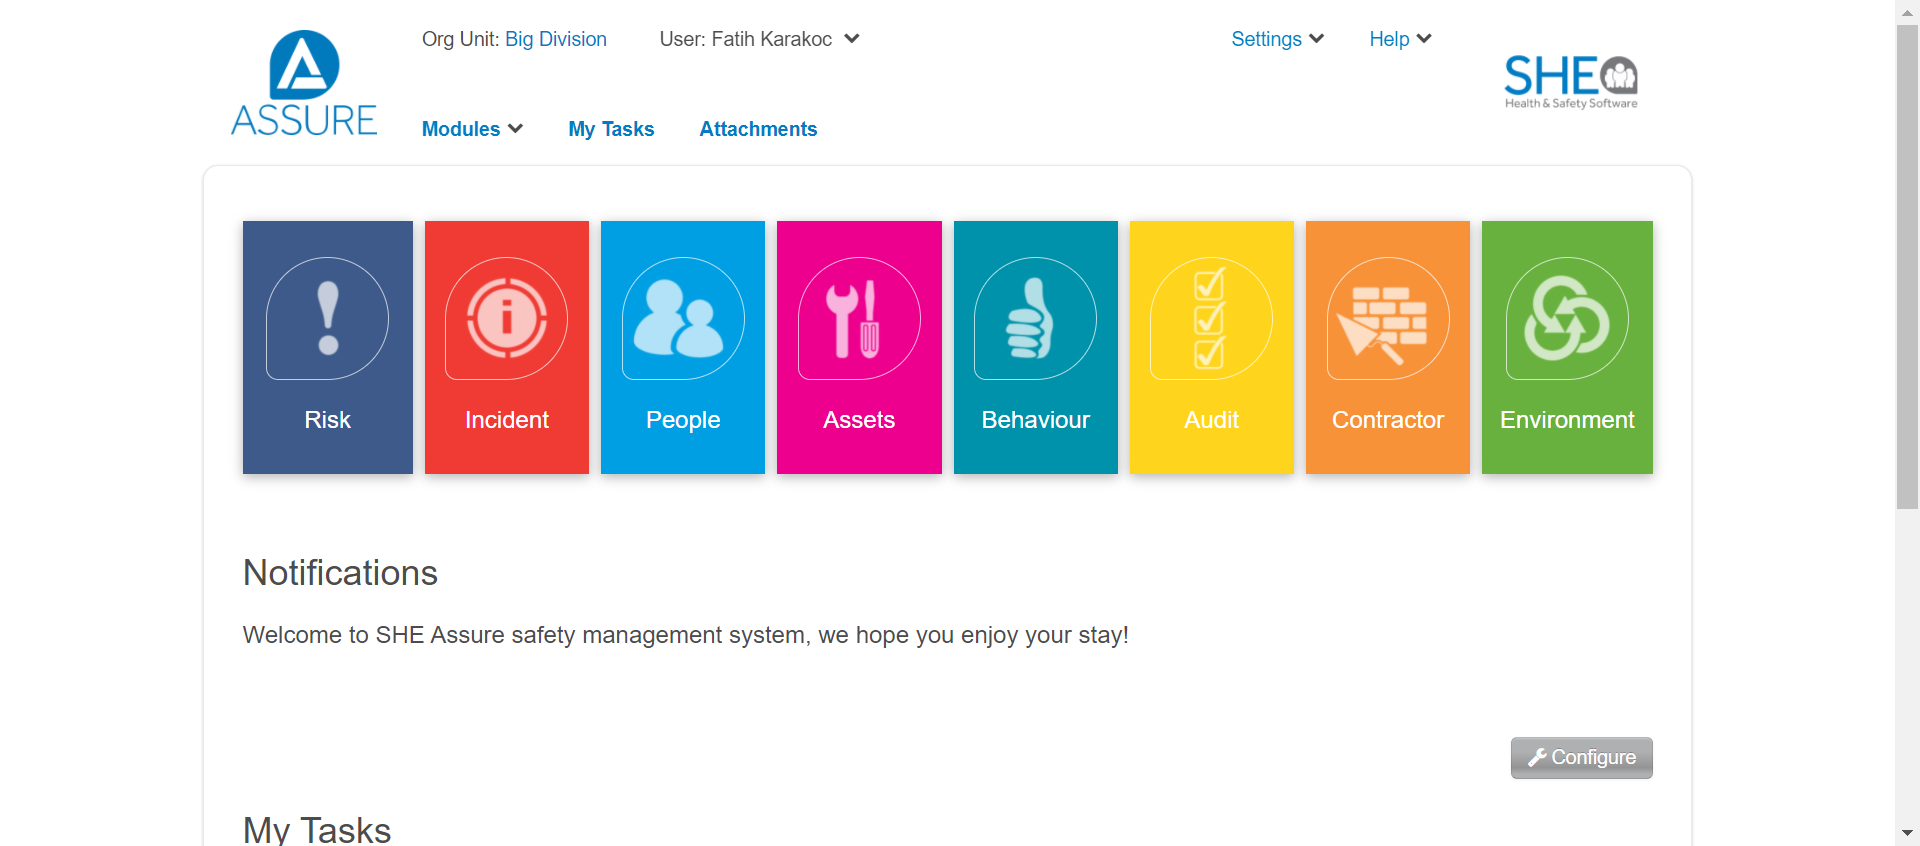 Org Unit: Big Division
User: Fatih Karakoc
Settings
Help
ASSURE
SHE
Health & Safety Software
Modules
My Tasks
Attachments
Risk
Incident
People
Assets
Behaviour
Audit
Contractor
Environment
Notifications
Welcome to SHE Assure safety management system, we hope you enjoy your stay!
Configure
My Tasks